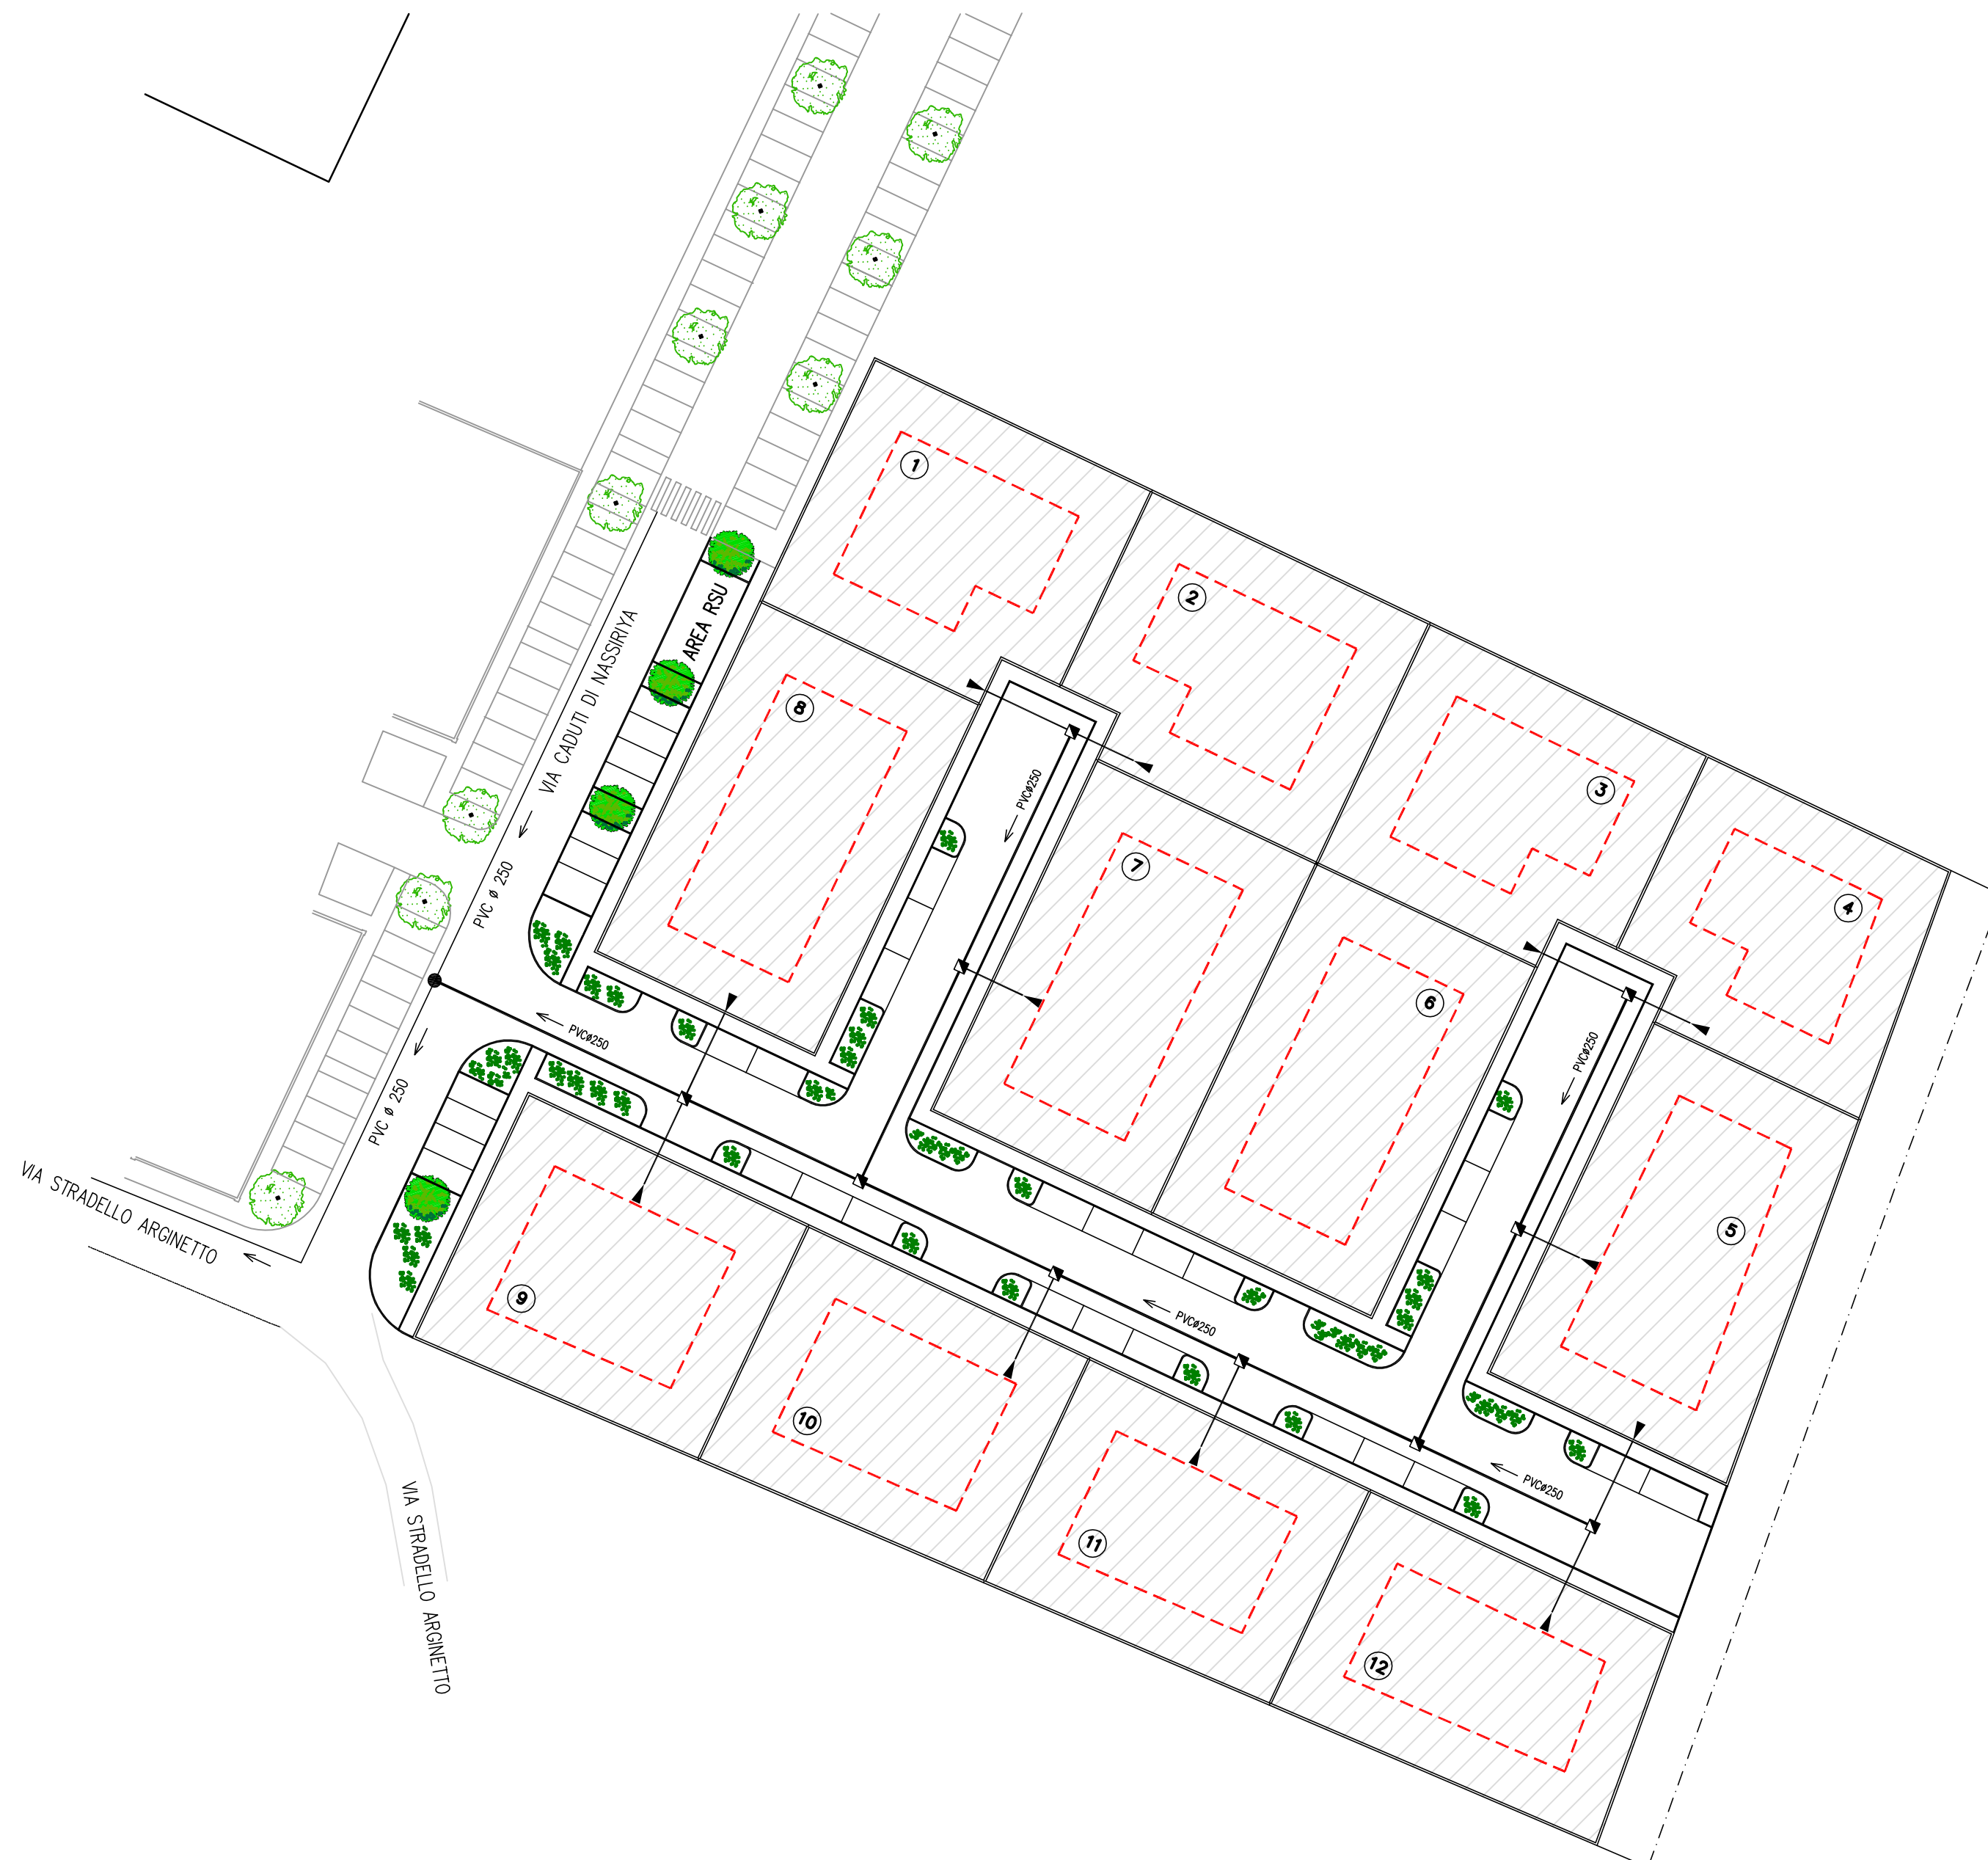 1
2
AREA RSU
VIA CADUTI DI NASSIRIYA
8
3
PVCø250
7
4
PVC ø 250
6
PVCø250
PVCø250
PVC ø 250
VIA STRADELLO ARGINETTO
5
9
PVCø250
10
PVCø250
11
VIA STRADELLO ARGINETTO
12